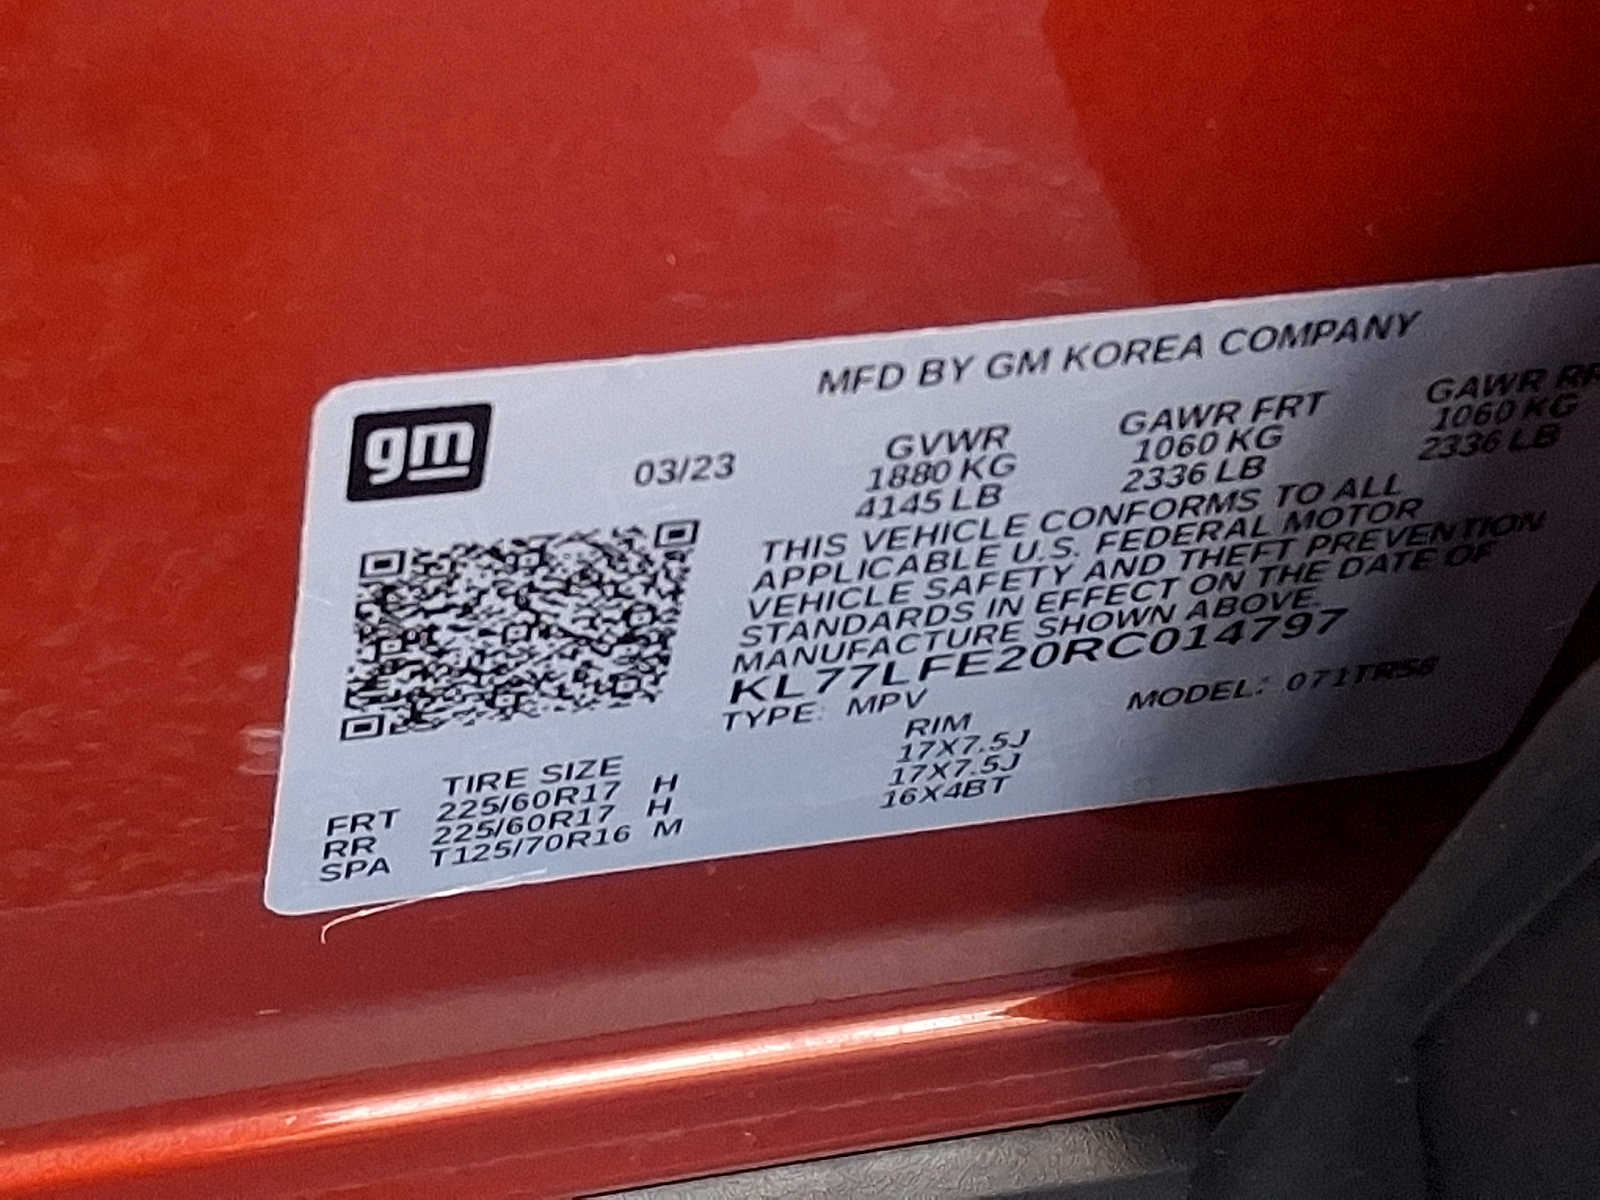 MFD BY GM KOREA COMPANY
gm
03/23
GVWR GAWR FRT GAWR RR
1880 KG 1060 KG 1060 KG
4145 LB 2336 LB 2336 LB
THIS VEHICLE CONFORMS TO ALL
APPLICABLE U.S. FEDERAL MOTOR
VEHICLE SAFETY AND THEFT PREVENTION
STANDARDS IN EFFECT ON THE DATE OF
MANUFACTURE SHOWN ABOVE.
KL77LFE20RC014797
TYPE: MPV MODEL: 071TR58
TIRE SIZE RIM
FRT 225/60R17 H 17X7.5J
RR 225/60R17 H 17X7.5J
SPA T125/70R16 M 16X4BT